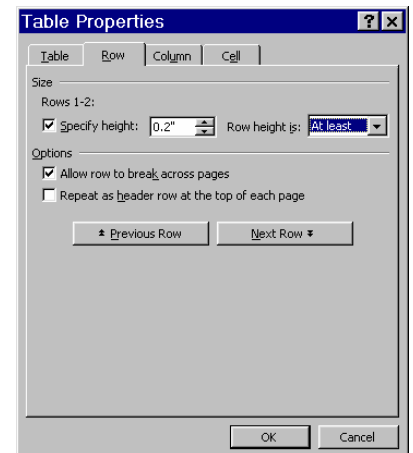 Table Properties
Table Row Column Cell
Size
Rows 1-2:
Specify height: 0.2" Row height is: At least
Options
Allow row to break across pages
Repeat as header row at the top of each page
Previous Row Next Row
OK Cancel